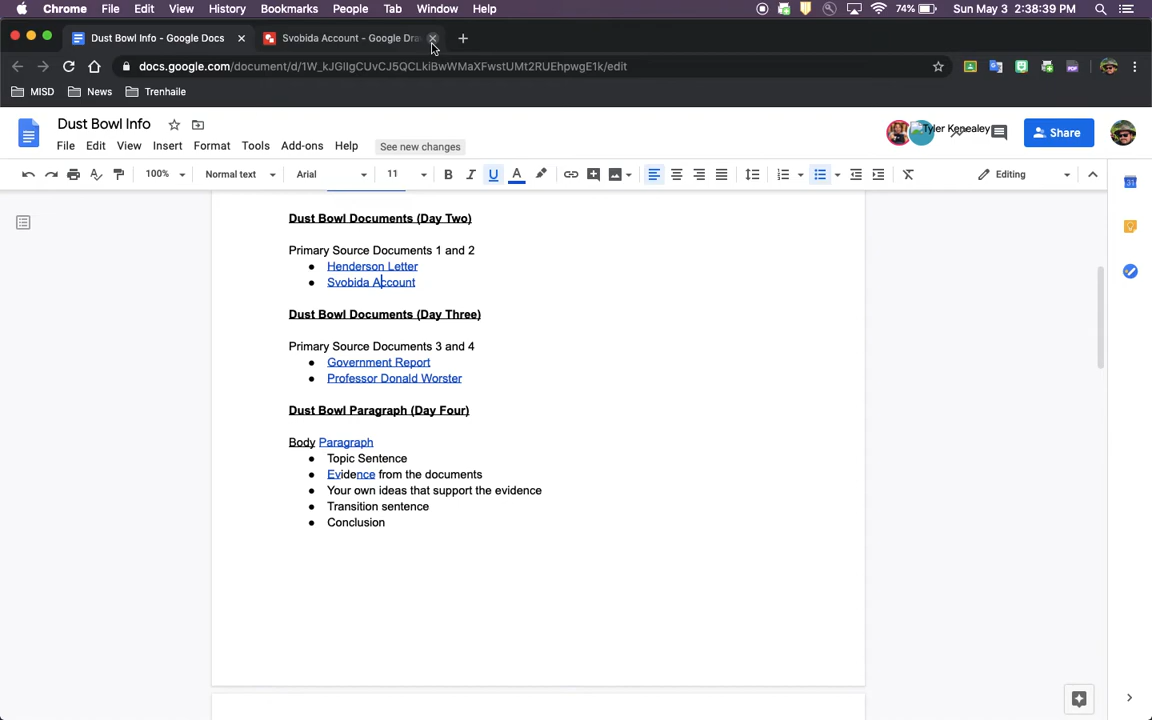 Chrome File Edit View History Bookmarks People Tab Window Help 74% Sun May 3 2:38:39 PM
Dust Bowl Info - Google Docs Svobida Account - Google Dra
docs.google.com/document/d/1W_kJGlIgCUvCJ5QCLkiBwWMaXFwstUMt2RUEhpwgE1k/edit
MISD News Trenhaile
Dust Bowl Info
Tyler Kenealey
Share
File Edit View Insert Format Tools Add-ons Help See new changes
100% Normal text Arial 11 B I U A Editing
Dust Bowl Documents (Day Two)
Primary Source Documents 1 and 2
● Henderson Letter
● Svobida Account
Dust Bowl Documents (Day Three)
Primary Source Documents 3 and 4
● Government Report
● Professor Donald Worster
Dust Bowl Paragraph (Day Four)
Body Paragraph
● Topic Sentence
● Evidence from the documents
● Your own ideas that support the evidence
● Transition sentence
● Conclusion